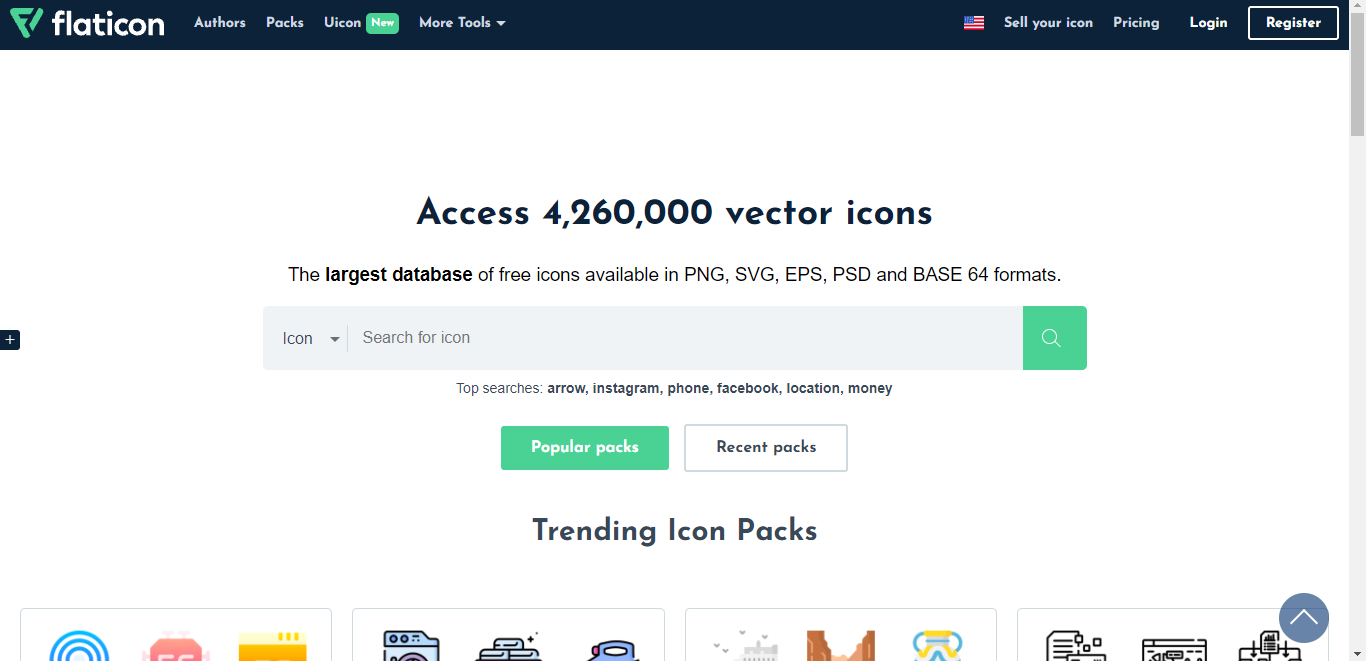 flaticon Authors Packs Uicon New More Tools Sell your icon Pricing Login Register
Access 4,260,000 vector icons
The largest database of free icons available in PNG, SVG, EPS, PSD and BASE 64 formats.
+
Icon Search for icon
Top searches: arrow, instagram, phone, facebook, location, money
Popular packs Recent packs
Trending Icon Packs